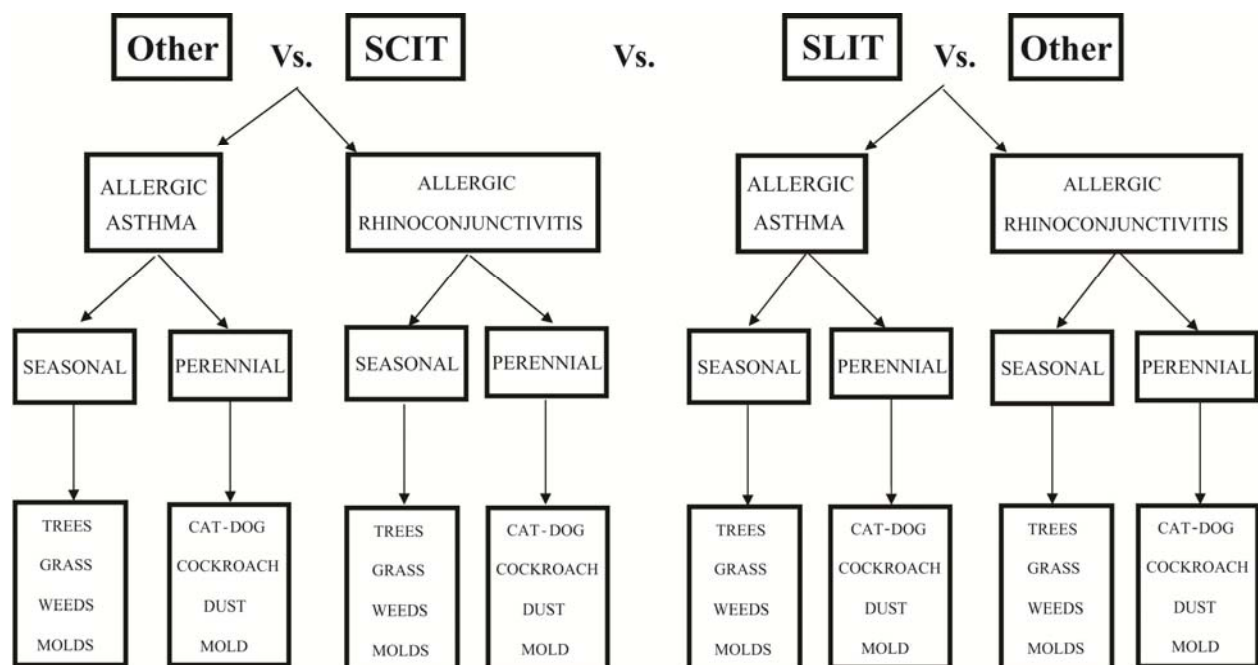 Other Vs. SCIT Vs. SLIT Vs. Other
ALLERGIC
ASTHMA
ALLERGIC
RHINOCONJUNCTIVITIS
ALLERGIC
ASTHMA
ALLERGIC
RHINOCONJUNCTIVITIS
SEASONAL
PERENNIAL
SEASONAL
PERENNIAL
SEASONAL
PERENNIAL
SEASONAL
PERENNIAL
TREES
GRASS
WEEDS
MOLDS
CAT-DOG
COCKROACH
DUST
MOLD
TREES
GRASS
WEEDS
MOLDS
CAT-DOG
COCKROACH
DUST
MOLD
TREES
GRASS
WEEDS
MOLDS
CAT-DOG
COCKROACH
DUST
MOLD
TREES
GRASS
WEEDS
MOLDS
CAT-DOG
COCKROACH
DUST
MOLD